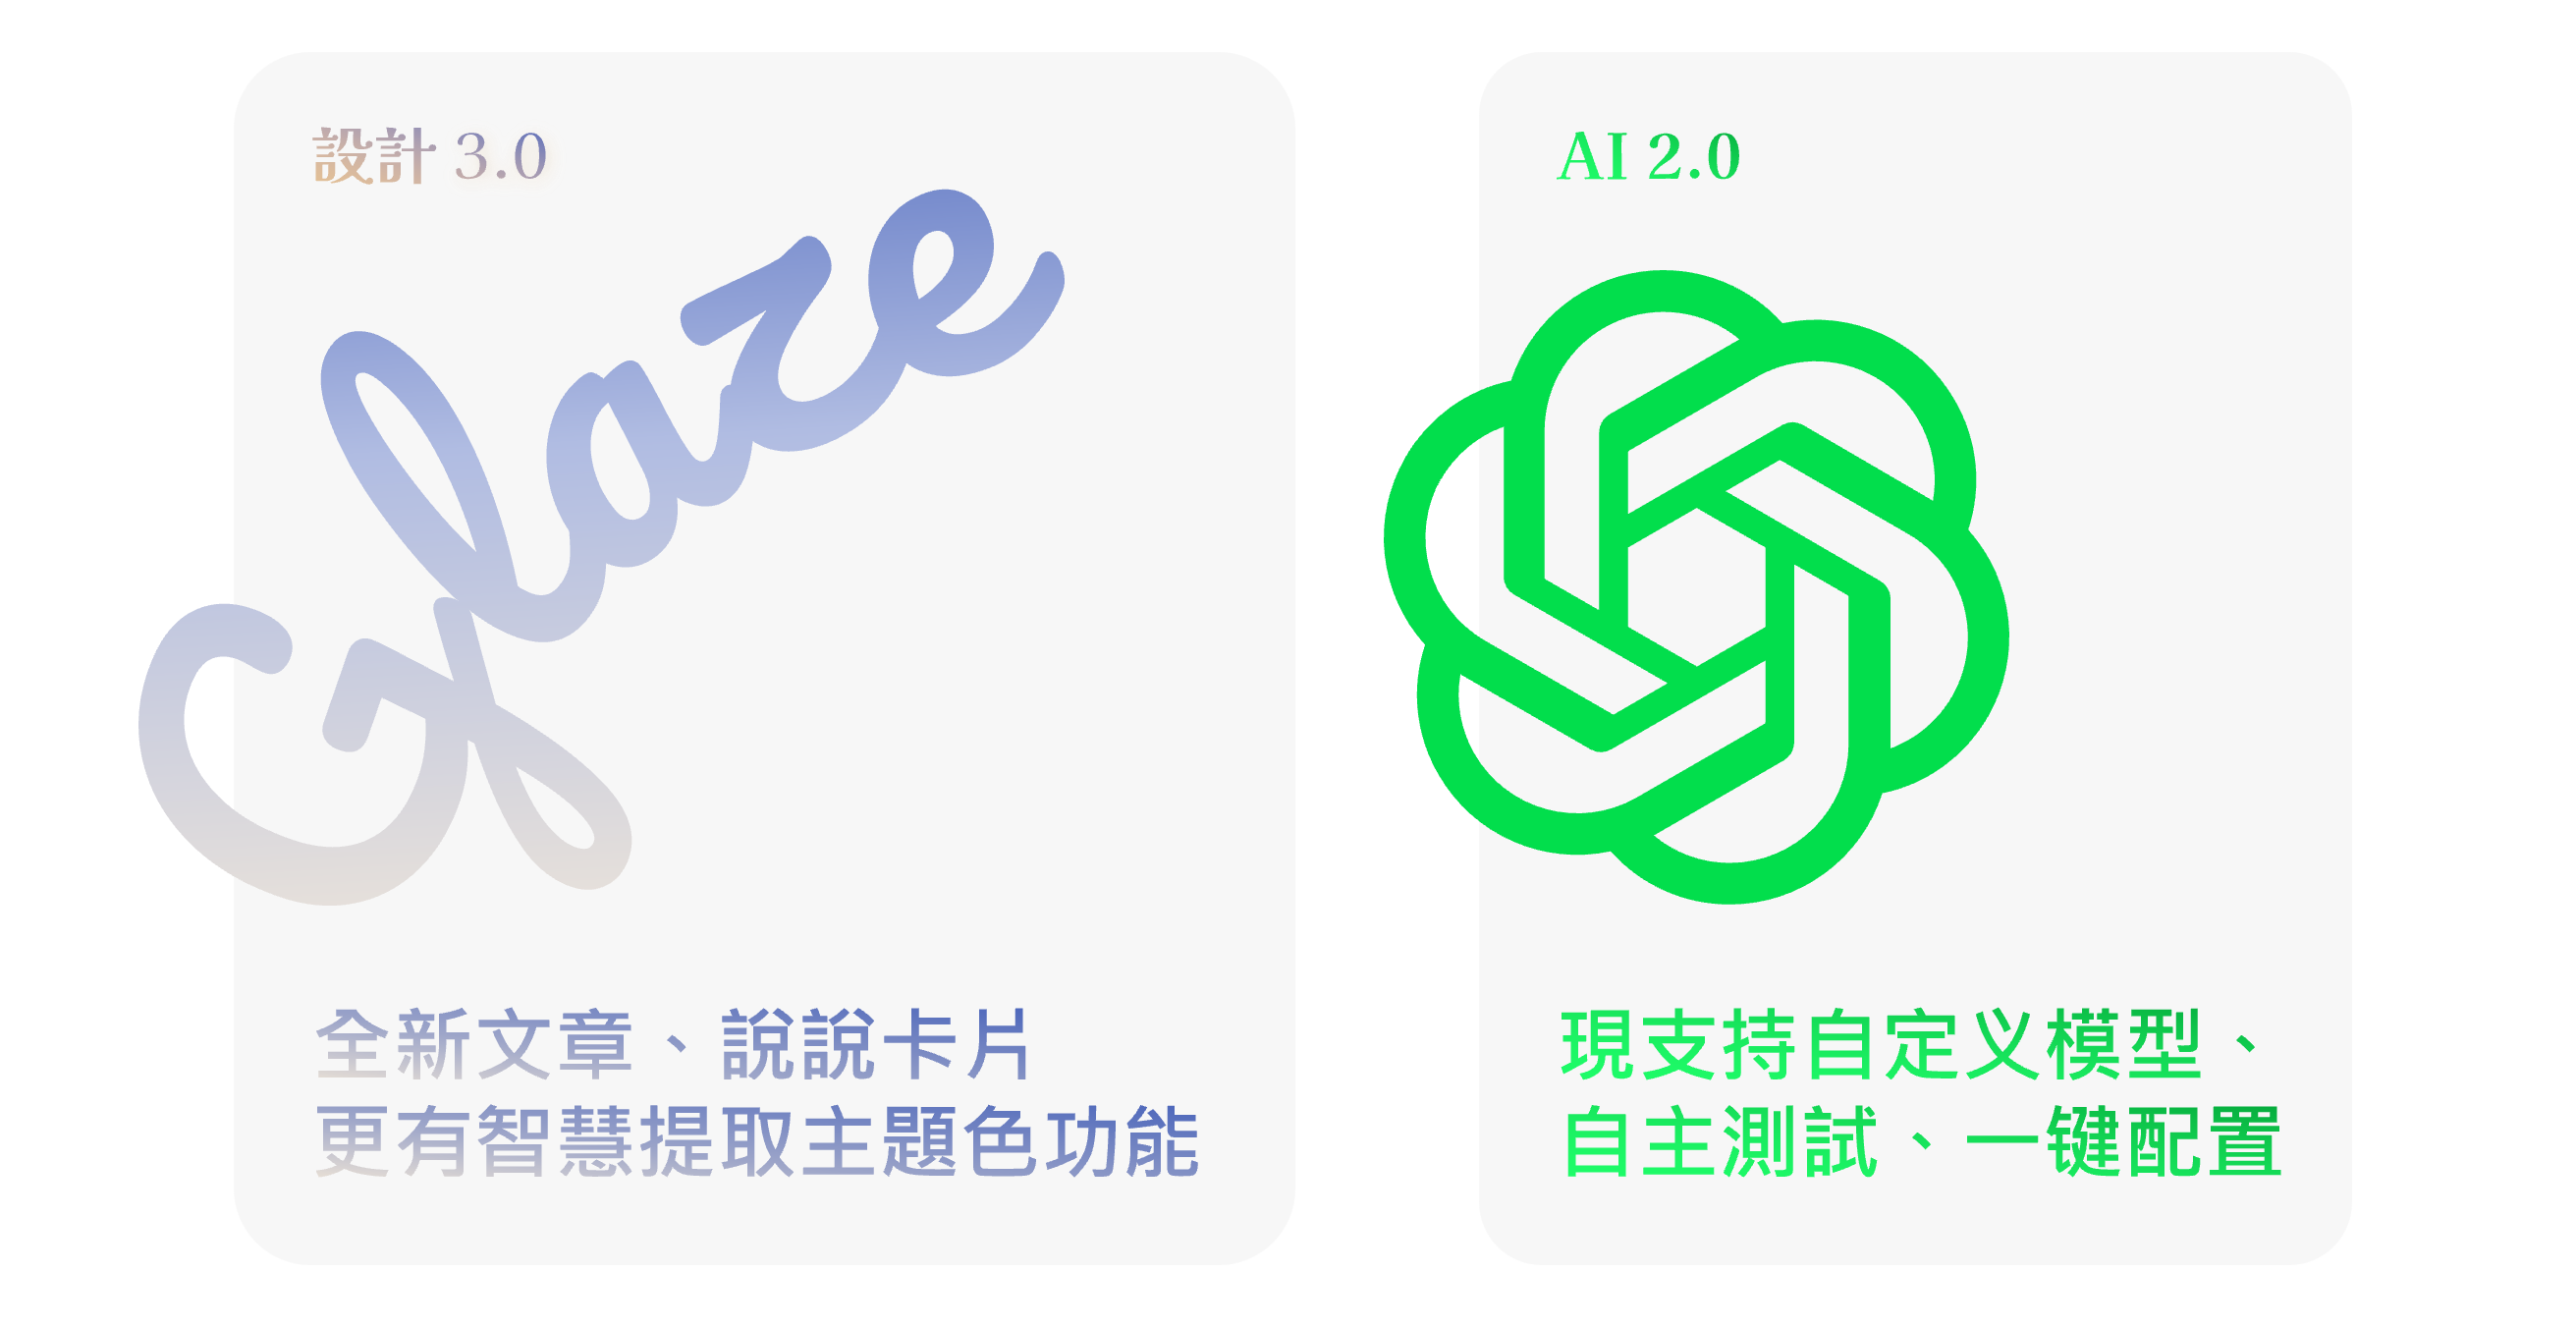 設計 3.0
Glaze
全新文章、說說卡片
更有智慧提取主題色功能
AI 2.0
現支持自定义模型、
自主測試、一键配置